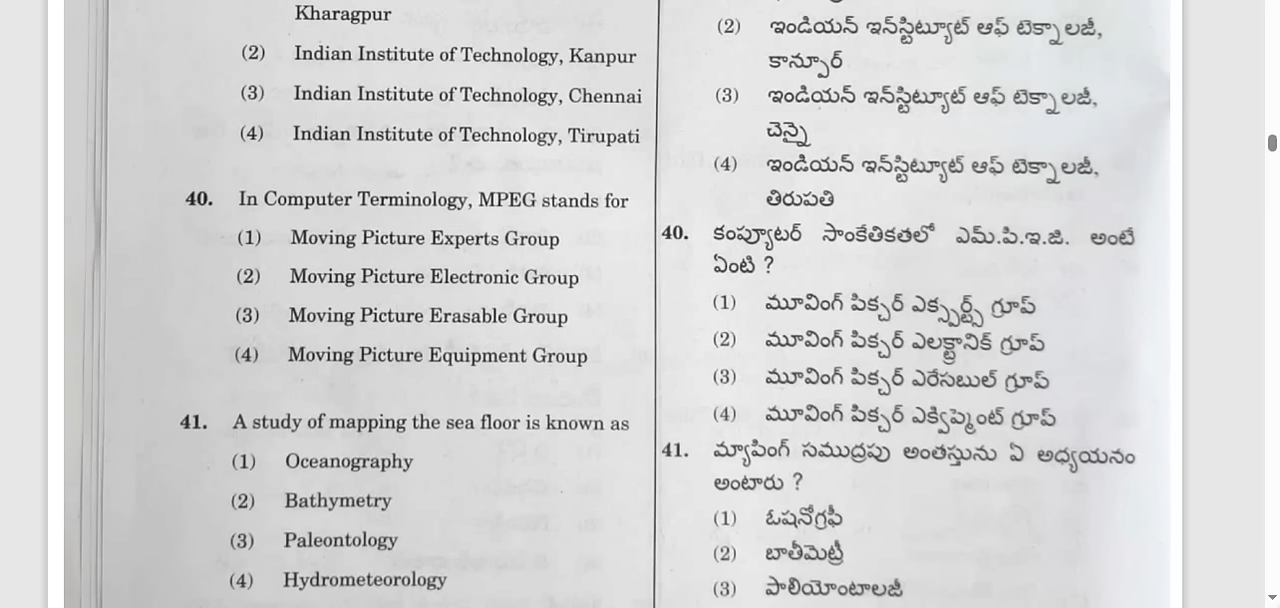 Kharagpur
(2) Indian Institute of Technology, Kanpur
(3) Indian Institute of Technology, Chennai
(4) Indian Institute of Technology, Tirupati
40. In Computer Terminology, MPEG stands for
(1) Moving Picture Experts Group
(2) Moving Picture Electronic Group
(3) Moving Picture Erasable Group
(4) Moving Picture Equipment Group
41. A study of mapping the sea floor is known as
(1) Oceanography
(2) Bathymetry
(3) Paleontology
(4) Hydrometeorology
(2) ఇండియన్ ఇన్‌స్టిట్యూట్ ఆఫ్ టెక్నాలజీ,
కాన్పూర్
(3) ఇండియన్ ఇన్‌స్టిట్యూట్ ఆఫ్ టెక్నాలజీ,
చెన్నై
(4) ఇండియన్ ఇన్‌స్టిట్యూట్ ఆఫ్ టెక్నాలజీ,
తిరుపతి
40. కంప్యూటర్ సాంకేతికతలో ఎమ్.పి.ఇ.జి. అంటే
ఏంటి ?
(1) మూవింగ్ పిక్చర్ ఎక్స్పర్ట్స్ గ్రూప్
(2) మూవింగ్ పిక్చర్ ఎలక్ట్రానిక్ గ్రూప్
(3) మూవింగ్ పిక్చర్ ఎరేసబుల్ గ్రూప్
(4) మూవింగ్ పిక్చర్ ఎక్విప్మెంట్ గ్రూప్
41. మ్యాపింగ్ సముద్రపు అంతస్తును ఏ అధ్యయనం
అంటారు ?
(1) ఓషనోగ్రఫీ
(2) బాతీమెట్రీ
(3) పాలియోంటాలజీ